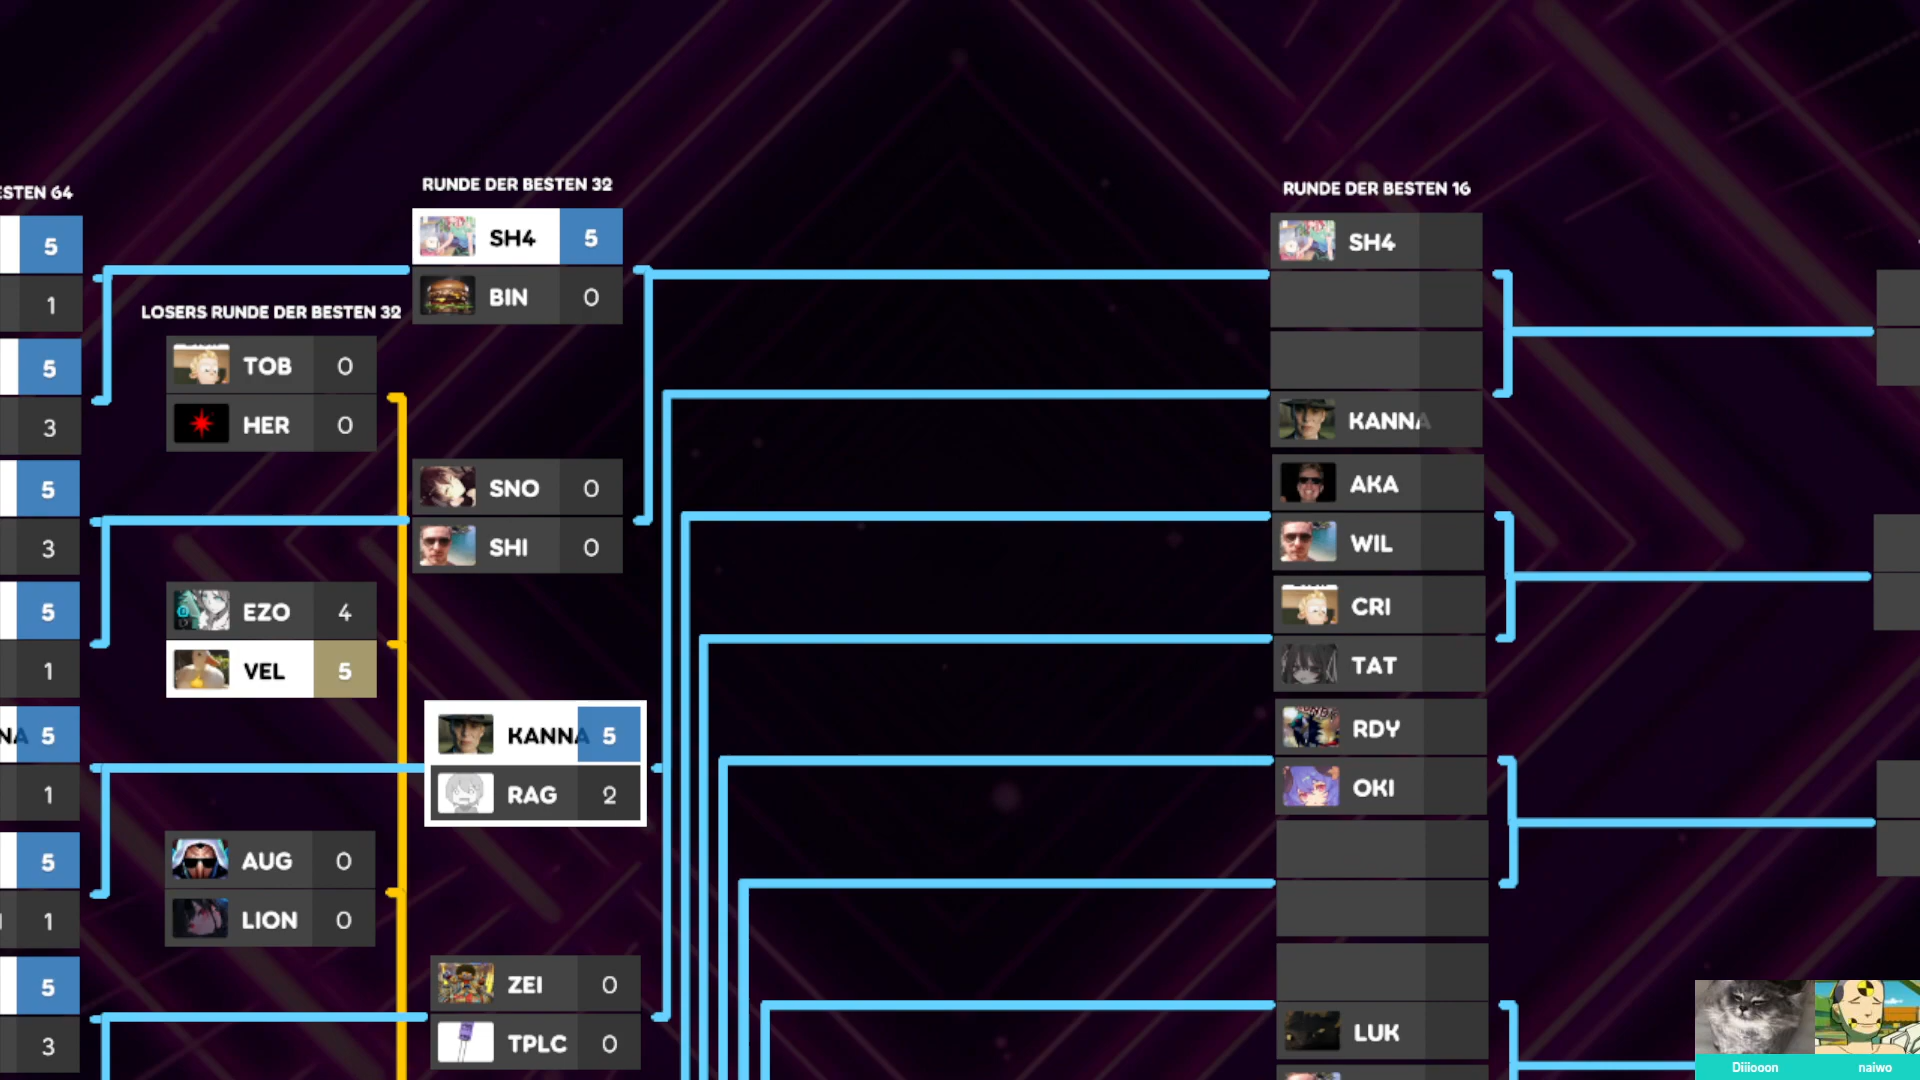 ESTEN 64
5
1
5
3
5
3
5
1
NA 5
1
5
1
5
3
LOSERS RUNDE DER BESTEN 32
TOB 0
HER 0
EZO 4
VEL 5
AUG 0
LION 0
RUNDE DER BESTEN 32
SH4 5
BIN 0
SNO 0
SHI 0
KANNA 5
RAG 2
ZEI 0
TPLC 0
RUNDE DER BESTEN 16
SH4
KANNA
AKA
WIL
CRI
TAT
RDY
OKI
LUK
Diiiooon
naiwo